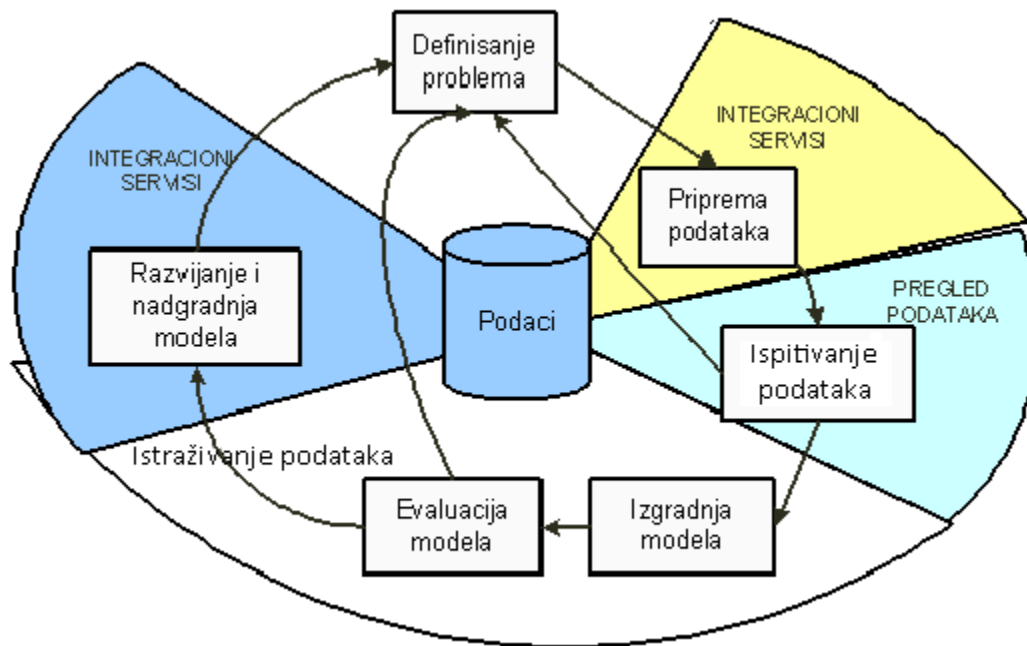 Definisanje
problema
INTEGRACIONI
SERVISI
INTEGRACIONI
SERVISI
Priprema
podataka
Razvijanje i
nadgradnja
modela
Podaci
PREGLED
PODATAKA
Ispitivanje
podataka
Istraživanje podataka
Evaluacija
modela
Izgradnja
modela